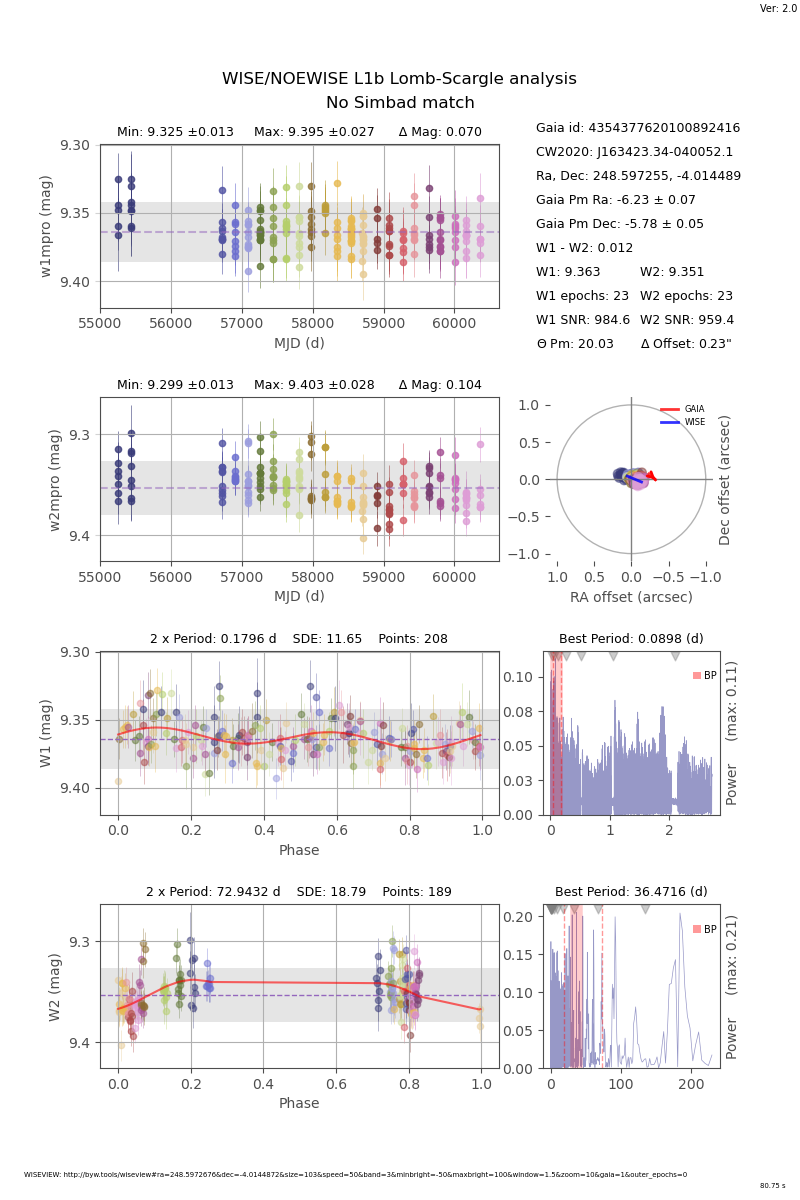 Ver: 2.0
WISE/NOEWISE L1b Lomb-Scargle analysis
No Simbad match
Min: 9.325 ±0.013 Max: 9.395 ±0.027 Δ Mag: 0.070
9.30
9.35
9.40
w1mpro (mag)
55000 56000 57000 58000 59000 60000
MJD (d)
Gaia id: 4354377620100892416
CW2020: J163423.34-040052.1
Ra, Dec: 248.597255, -4.014489
Gaia Pm Ra: -6.23 ± 0.07
Gaia Pm Dec: -5.78 ± 0.05
W1 - W2: 0.012
W1: 9.363 W2: 9.351
W1 epochs: 23 W2 epochs: 23
W1 SNR: 984.6 W2 SNR: 959.4
Θ Pm: 20.03 Δ Offset: 0.23"
Min: 9.299 ±0.013 Max: 9.403 ±0.028 Δ Mag: 0.104
9.3
9.4
w2mpro (mag)
55000 56000 57000 58000 59000 60000
MJD (d)
GAIA
WISE
1.0
0.5
0.0
−0.5
−1.0
1.0 0.5 0.0 −0.5 −1.0
RA offset (arcsec)
Dec offset (arcsec)
2 x Period: 0.1796 d SDE: 11.65 Points: 208
9.30
9.35
9.40
W1 (mag)
0.0 0.2 0.4 0.6 0.8 1.0
Phase
Best Period: 0.0898 (d)
BP
0.10
0.08
0.05
0.03
0.00
0 1 2
Power (max: 0.11)
2 x Period: 72.9432 d SDE: 18.79 Points: 189
9.3
9.4
W2 (mag)
0.0 0.2 0.4 0.6 0.8 1.0
Phase
Best Period: 36.4716 (d)
BP
0.20
0.15
0.10
0.05
0.00
0 100 200
Power (max: 0.21)
WISEVIEW: http://byw.tools/wiseview#ra=248.5972676&dec=-4.0144872&size=103&speed=50&band=3&minbright=-50&maxbright=100&window=1.5&zoom=10&gaia=1&outer_epochs=0
80.75 s